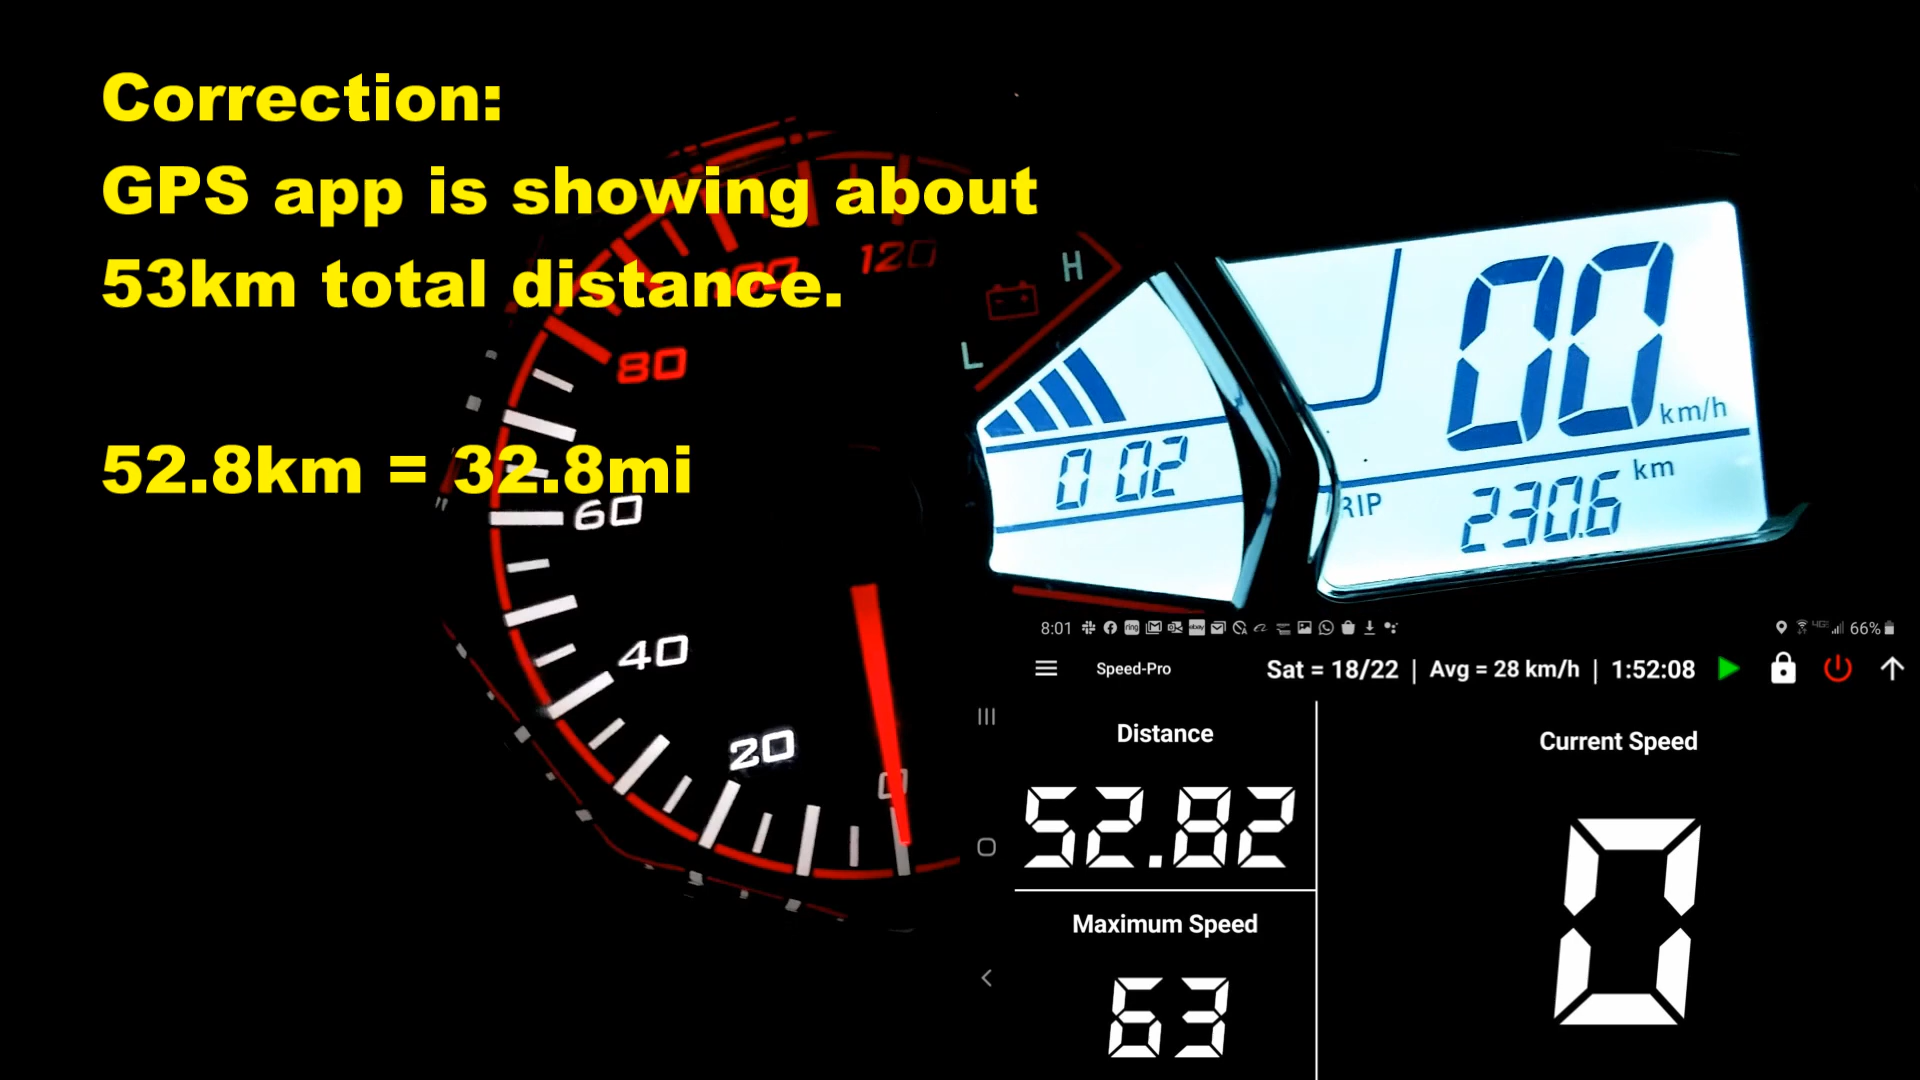 Correction:
GPS app is showing about
53km total distance.
52.8km = 32.8mi
120
100
80
60
40
20
0
H
L
0 02
00
km/h
RIP
230.6 km
8:01
66%
Speed-Pro
Sat = 18/22 | Avg = 28 km/h | 1:52:08
Distance
52.82
Maximum Speed
63
Current Speed
0